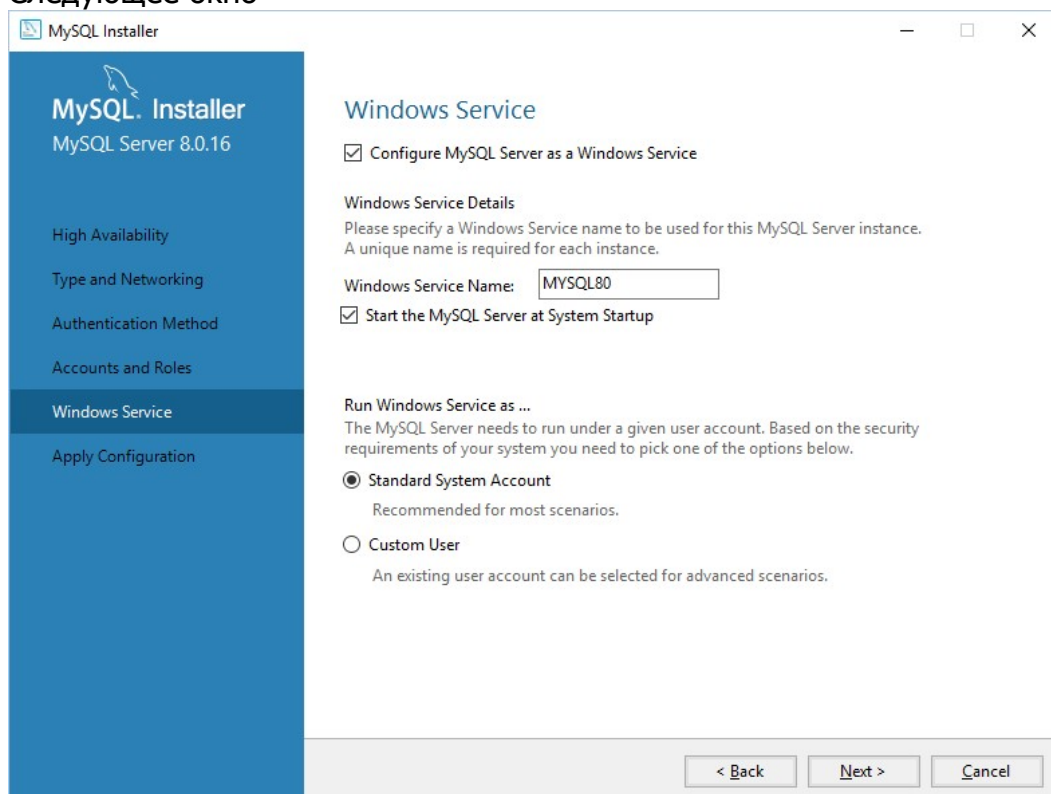 Следующее окно
MySQL Installer
MySQL. Installer
MySQL Server 8.0.16
High Availability
Type and Networking
Authentication Method
Accounts and Roles
Windows Service
Apply Configuration
Windows Service
Configure MySQL Server as a Windows Service
Windows Service Details
Please specify a Windows Service name to be used for this MySQL Server instance.
A unique name is required for each instance.
Windows Service Name: MYSQL80
Start the MySQL Server at System Startup
Run Windows Service as ...
The MySQL Server needs to run under a given user account. Based on the security
requirements of your system you need to pick one of the options below.
Standard System Account
Recommended for most scenarios.
Custom User
An existing user account can be selected for advanced scenarios.
< Back Next > Cancel